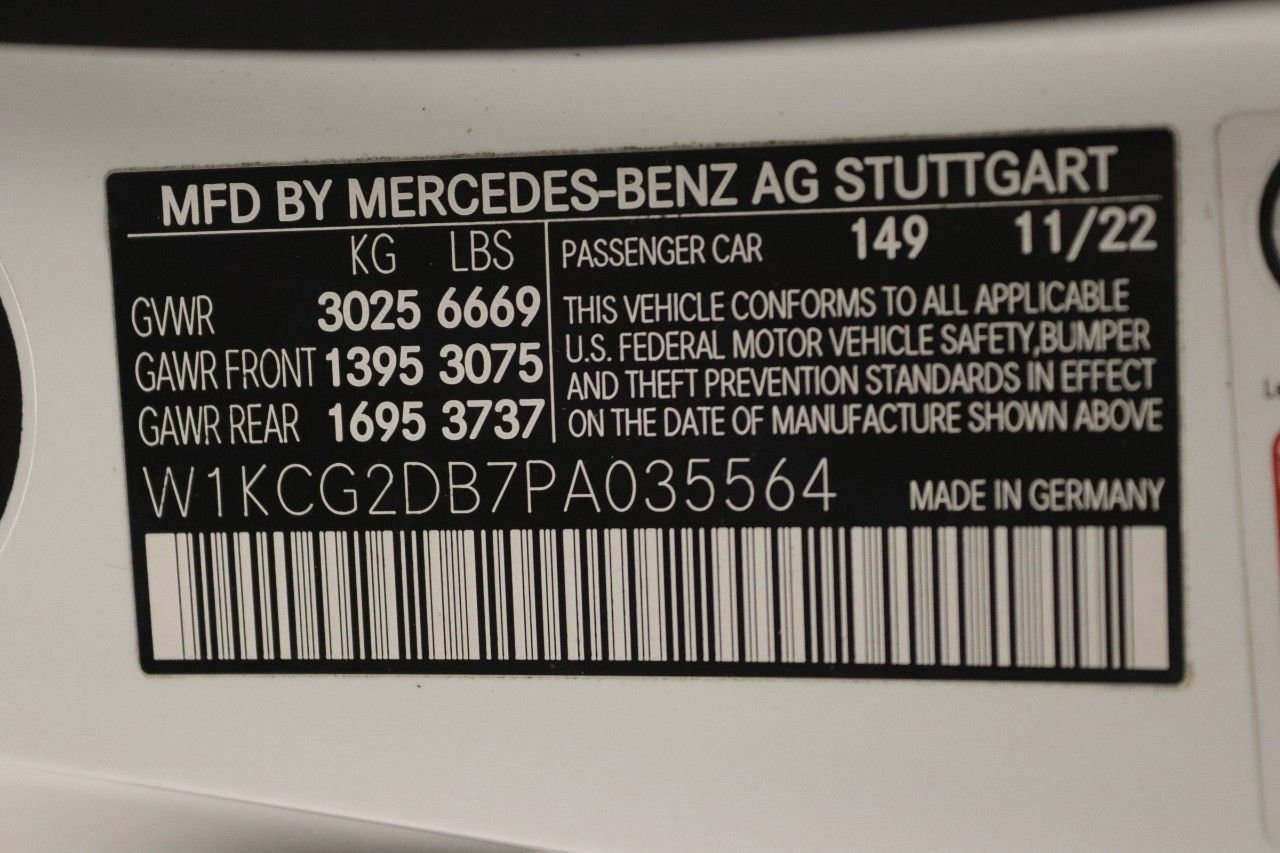 MFD BY MERCEDES-BENZ AG STUTTGART
KG LBS
GVWR 3025 6669
GAWR FRONT 1395 3075
GAWR REAR 1695 3737
PASSENGER CAR 149 11/22
THIS VEHICLE CONFORMS TO ALL APPLICABLE
U.S. FEDERAL MOTOR VEHICLE SAFETY,BUMPER
AND THEFT PREVENTION STANDARDS IN EFFECT
ON THE DATE OF MANUFACTURE SHOWN ABOVE
W1KCG2DB7PA035564 MADE IN GERMANY